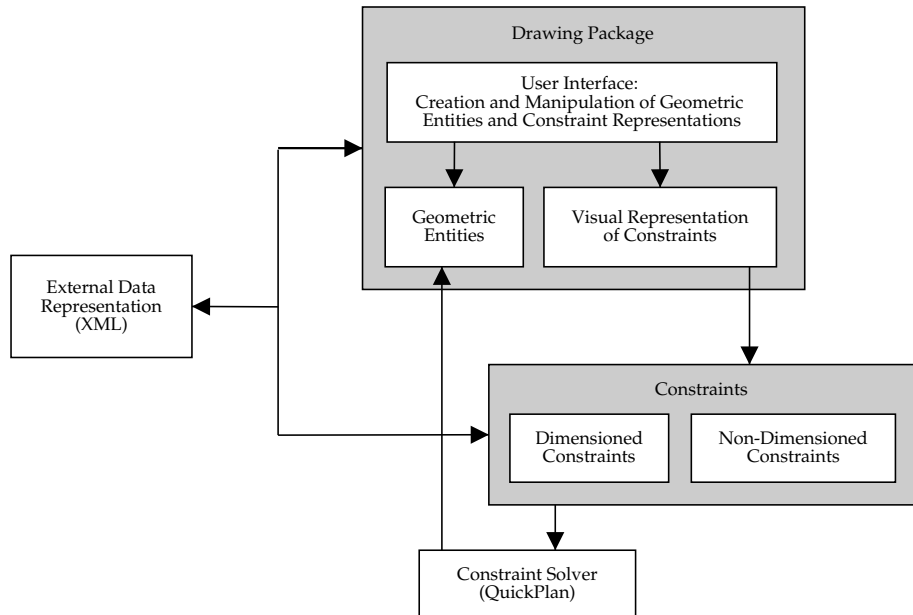 Drawing Package
User Interface:
Creation and Manipulation of Geometric
Entities and Constraint Representations
Geometric
Entities
Visual Representation
of Constraints
External Data
Representation
(XML)
Constraints
Dimensioned
Constraints
Non-Dimensioned
Constraints
Constraint Solver
(QuickPlan)